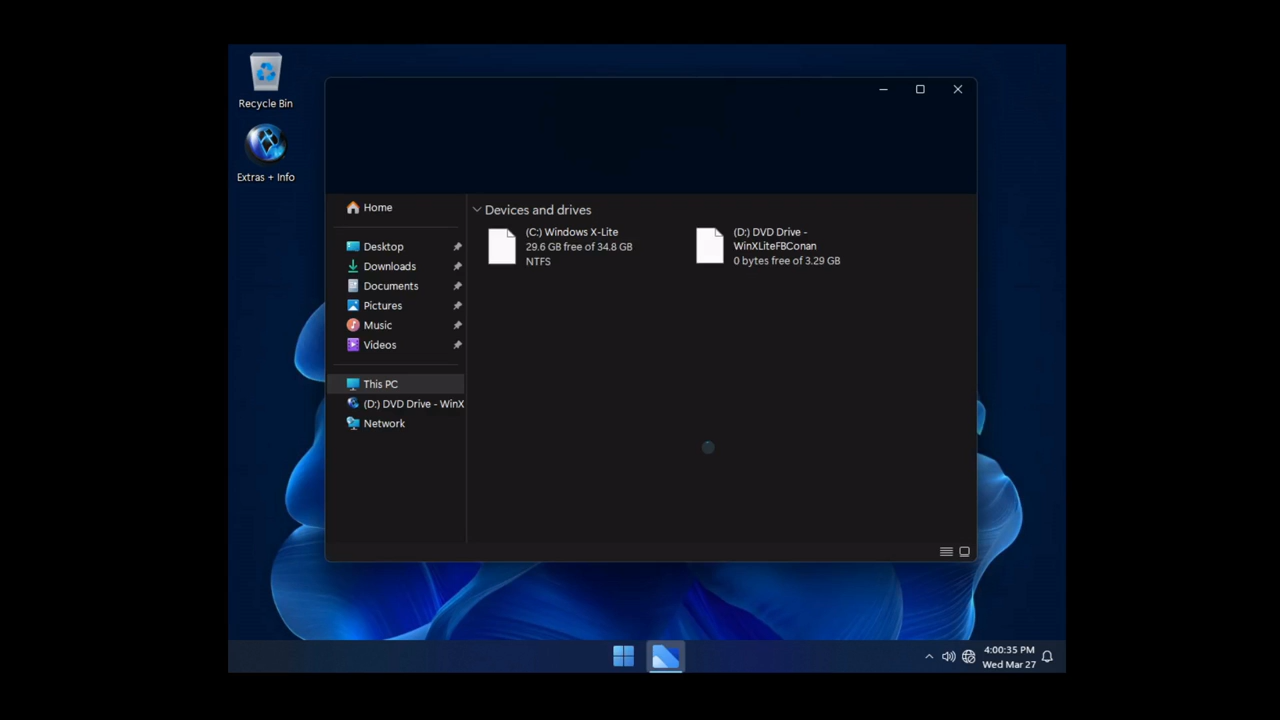 Recycle Bin
Extras + Info
Home
Desktop
Downloads
Documents
Pictures
Music
Videos
This PC
(D:) DVD Drive - WinX
Network
Devices and drives
(C:) Windows X-Lite
29.6 GB free of 34.8 GB
NTFS
(D:) DVD Drive -
WinXLiteFBConan
0 bytes free of 3.29 GB
4:00:35 PM
Wed Mar 27